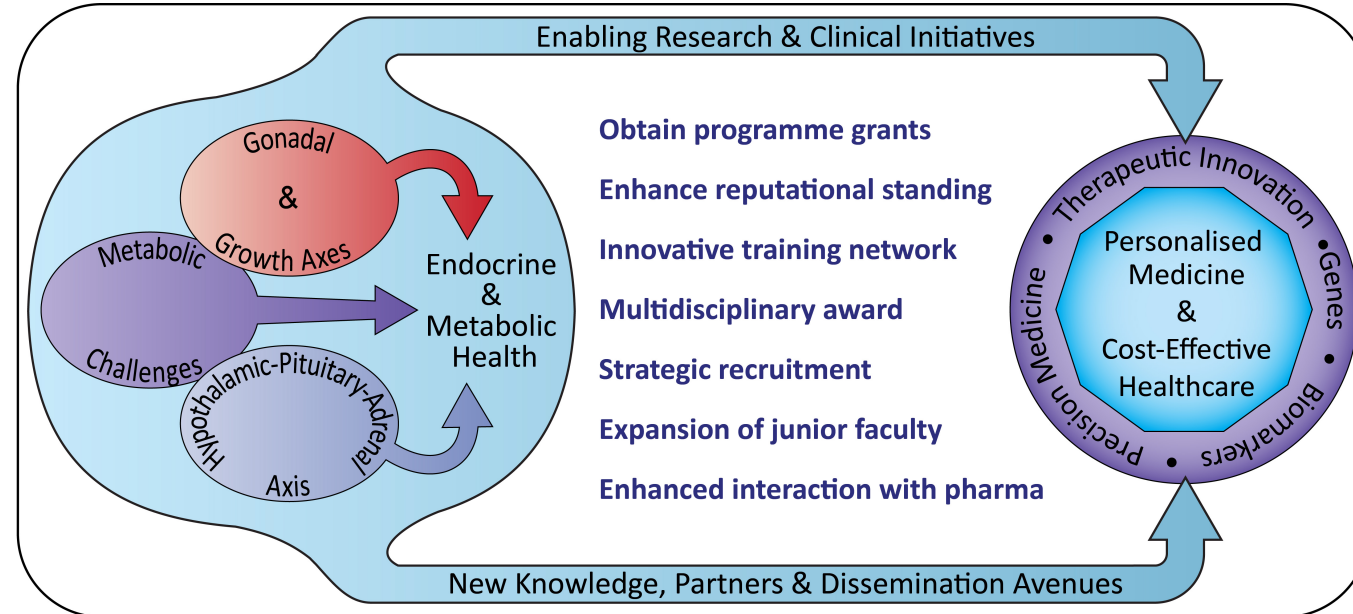 Enabling Research & Clinical Initiatives
Gonadal
&
Growth Axes
Metabolic
Challenges
Hypothalamic-Pituitary-Adrenal
Axis
Endocrine
&
Metabolic
Health
Obtain programme grants
Enhance reputational standing
Innovative training network
Multidisciplinary award
Strategic recruitment
Expansion of junior faculty
Enhanced interaction with pharma
Therapeutic Innovation • Genes • Biomarkers • Precision Medicine •
Personalised
Medicine
&
Cost-Effective
Healthcare
New Knowledge, Partners & Dissemination Avenues